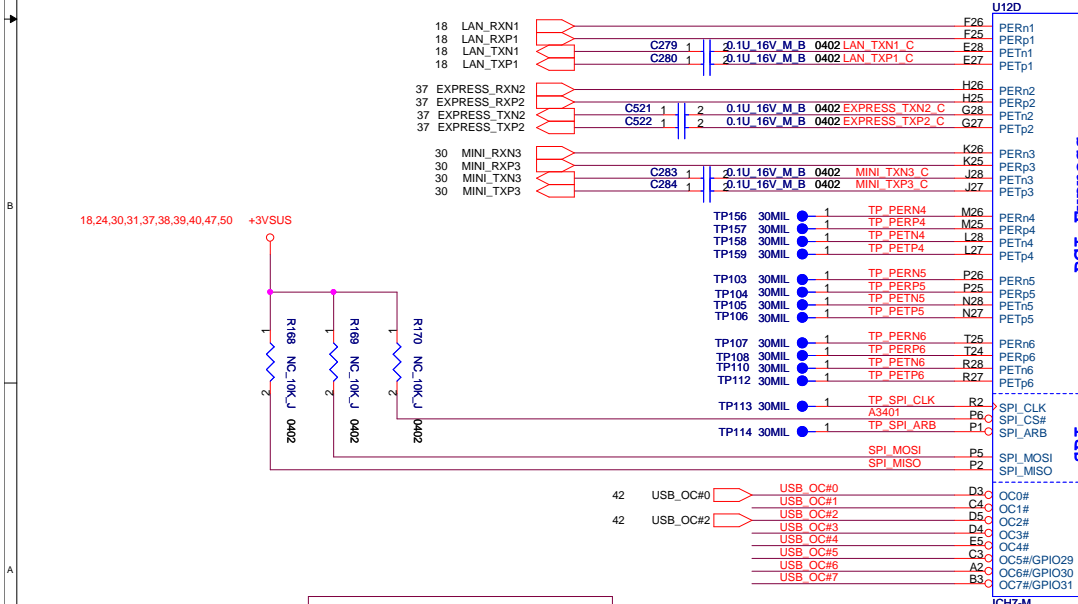 U12D
18 LAN_RXN1 F26 PERn1
18 LAN_RXP1 F25 PERp1
18 LAN_TXN1 C279 1 2 0.1U_16V_M_B 0402 LAN_TXN1_C E28 PETn1
18 LAN_TXP1 C280 1 2 0.1U_16V_M_B 0402 LAN_TXP1_C E27 PETp1
37 EXPRESS_RXN2 H26 PERn2
37 EXPRESS_RXP2 H25 PERp2
37 EXPRESS_TXN2 C521 1 2 0.1U_16V_M_B 0402 EXPRESS_TXN2_C G28 PETn2
37 EXPRESS_TXP2 C522 1 2 0.1U_16V_M_B 0402 EXPRESS_TXP2_C G27 PETp2
30 MINI_RXN3 K26 PERn3
30 MINI_RXP3 K25 PERp3
30 MINI_TXN3 C283 1 2 0.1U_16V_M_B 0402 MINI_TXN3_C J28 PETn3
30 MINI_TXP3 C284 1 2 0.1U_16V_M_B 0402 MINI_TXP3_C J27 PETp3
B
18,24,30,31,37,38,39,40,47,50 +3VSUS
TP156 30MIL 1 TP_PERN4 M26 PERn4
TP157 30MIL 1 TP_PERP4 M25 PERp4
TP158 30MIL 1 TP_PETN4 L28 PETn4
TP159 30MIL 1 TP_PETP4 L27 PETp4
TP103 30MIL 1 TP_PERN5 P26 PERn5
TP104 30MIL 1 TP_PERP5 P25 PERp5
TP105 30MIL 1 TP_PETN5 N28 PETn5
TP106 30MIL 1 TP_PETP5 N27 PETp5
1 R168 NC_10K_J 0402 2
1 R169 NC_10K_J 0402 2
1 R170 NC_10K_J 0402 2
TP107 30MIL 1 TP_PERN6 T25 PERn6
TP108 30MIL 1 TP_PERP6 T24 PERp6
TP110 30MIL 1 TP_PETN6 R28 PETn6
TP112 30MIL 1 TP_PETP6 R27 PETp6
TP113 30MIL 1 TP_SPI_CLK R2 SPI_CLK
A3401 P6 SPI_CS#
TP114 30MIL 1 TP_SPI_ARB P1 SPI_ARB
SPI_MOSI P5 SPI_MOSI
SPI_MISO P2 SPI_MISO
42 USB_OC#0 USB_OC#0 D3 OC0#
USB_OC#1 C4 OC1#
42 USB_OC#2 USB_OC#2 D5 OC2#
USB_OC#3 D4 OC3#
USB_OC#4 E5 OC4#
USB_OC#5 C3 OC5#/GPIO29
USB_OC#6 A2 OC6#/GPIO30
USB_OC#7 B3 OC7#/GPIO31
A
ICH7-M